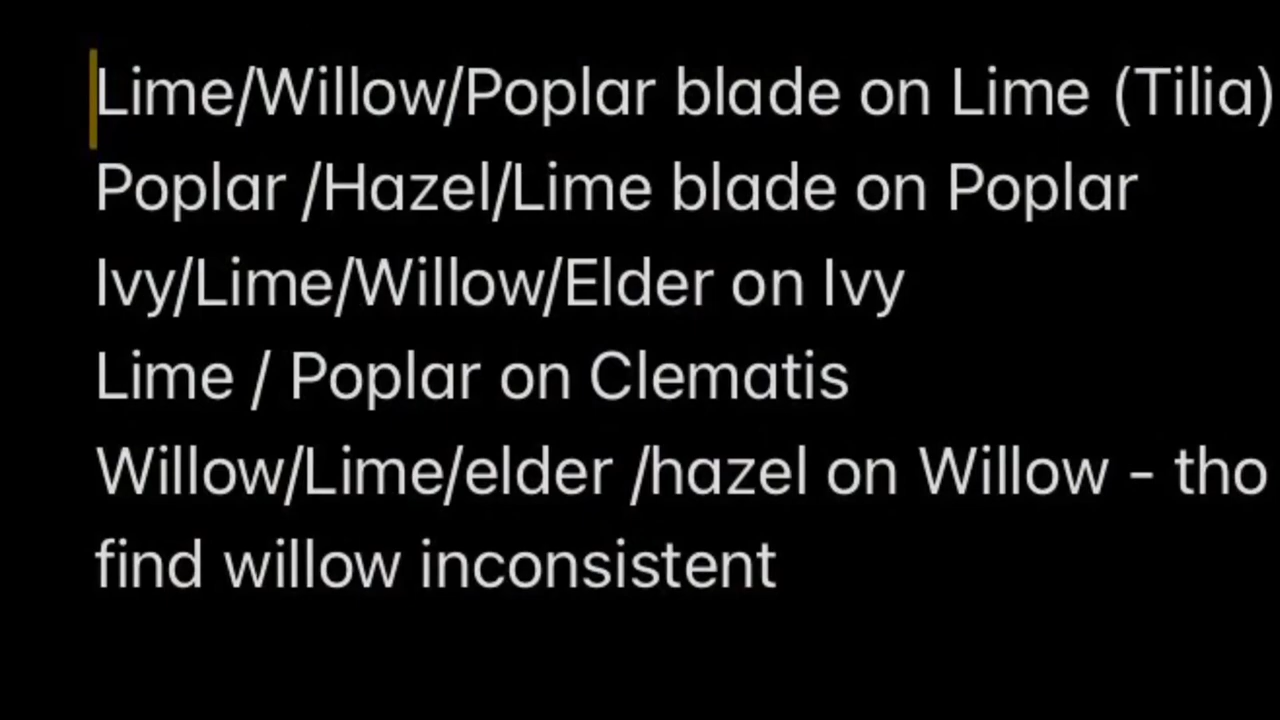 Lime/Willow/Poplar blade on Lime (Tilia)
Poplar /Hazel/Lime blade on Poplar
Ivy/Lime/Willow/Elder on Ivy
Lime / Poplar on Clematis
Willow/Lime/elder /hazel on Willow - tho
find willow inconsistent